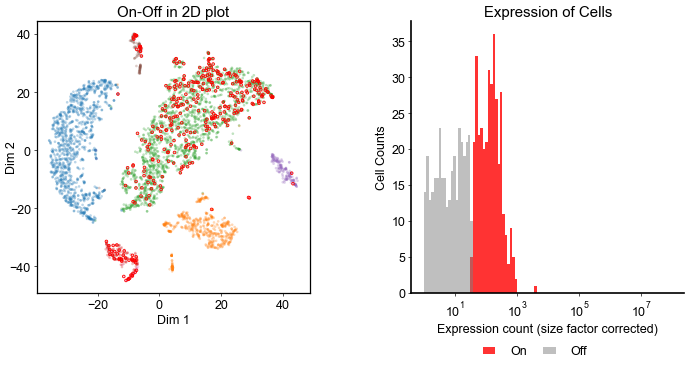 On-Off in 2D plot
40
20
0
−20
−40
Dim 2
−20
0
20
40
Dim 1
Expression of Cells
35
30
25
20
15
10
5
0
Cell Counts
10^1
10^3
10^5
10^7
Expression count (size factor corrected)
On
Off